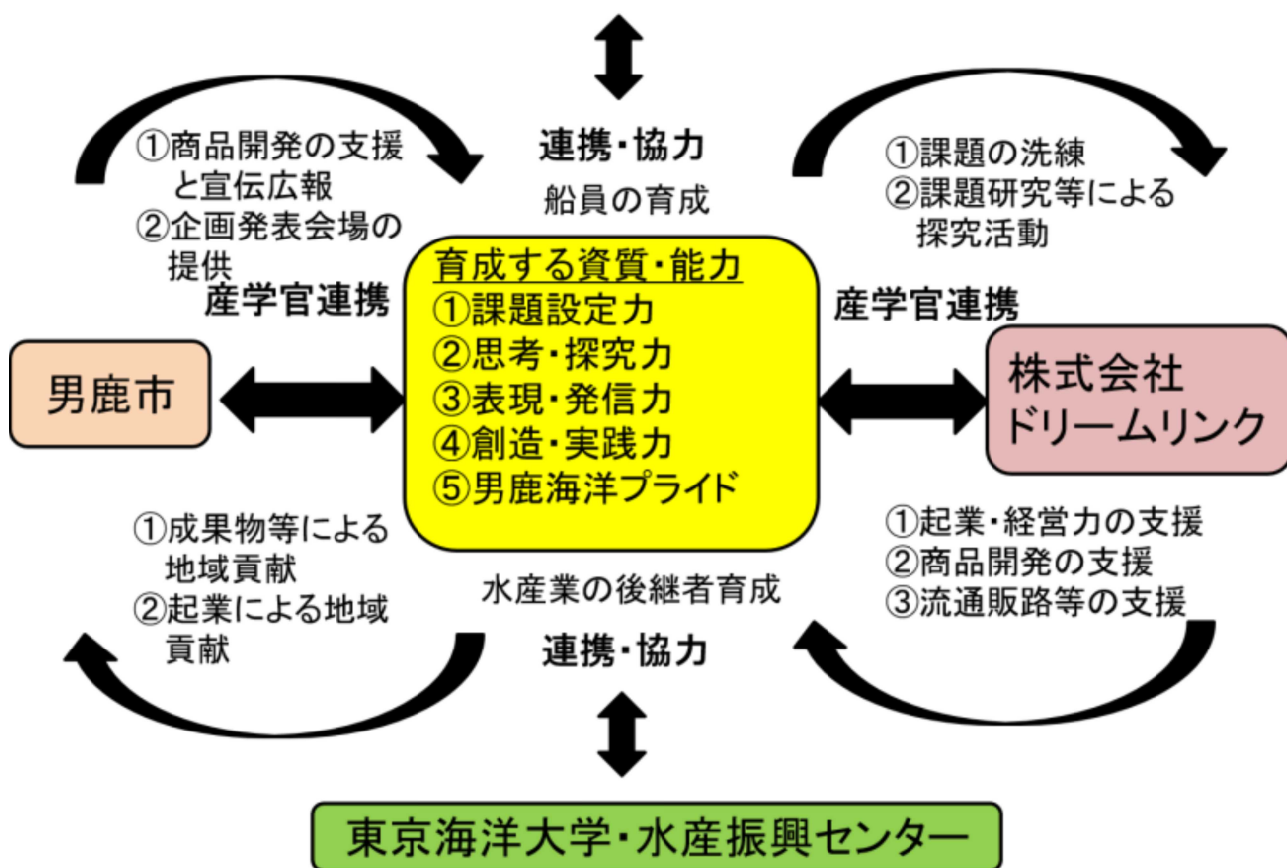 ①商品開発の支援
と宣伝広報
②企画発表会場の
提供
産学官連携
連携・協力
船員の育成
①課題の洗練
②課題研究等による
探究活動
産学官連携
男鹿市
育成する資質・能力
①課題設定力
②思考・探究力
③表現・発信力
④創造・実践力
⑤男鹿海洋プライド
株式会社
ドリームリンク
①成果物等による
地域貢献
②起業による地域
貢献
水産業の後継者育成
連携・協力
①起業・経営力の支援
②商品開発の支援
③流通販路等の支援
東京海洋大学・水産振興センター